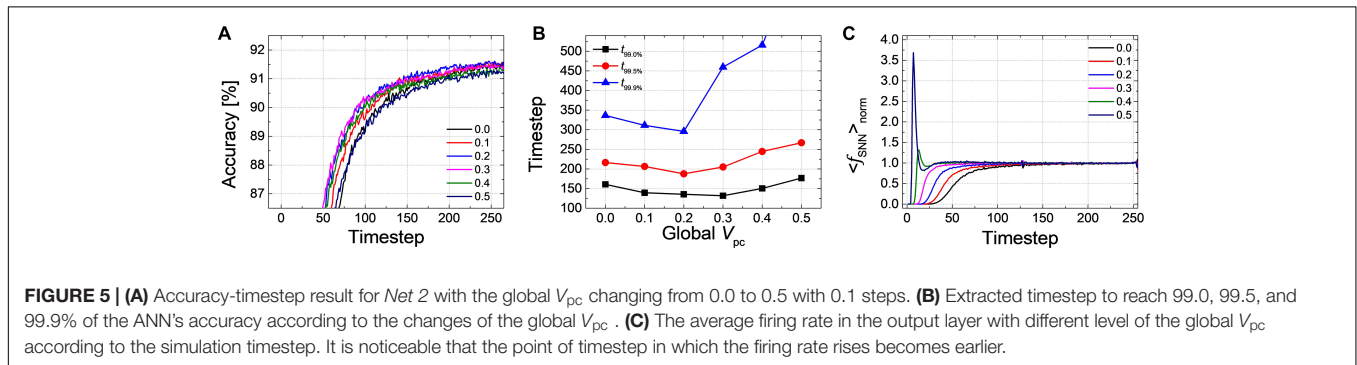 A
92
91
90
89
88
87
Accuracy [%]
0.0
0.1
0.2
0.3
0.4
0.5
0 50 100 150 200 250
Timestep
B
500
450
400
350
300
250
200
150
100
Timestep
t99.0%
t99.5%
t99.9%
0.0 0.1 0.2 0.3 0.4 0.5
Global Vpc
C
4.0
3.5
3.0
2.5
2.0
1.5
1.0
0.5
0.0
<fSNN>norm
0.0
0.1
0.2
0.3
0.4
0.5
0 50 100 150 200 250
Timestep
FIGURE 5 | (A) Accuracy-timestep result for Net 2 with the global Vpc changing from 0.0 to 0.5 with 0.1 steps. (B) Extracted timestep to reach 99.0, 99.5, and
99.9% of the ANN's accuracy according to the changes of the global Vpc . (C) The average firing rate in the output layer with different level of the global Vpc
according to the simulation timestep. It is noticeable that the point of timestep in which the firing rate rises becomes earlier.